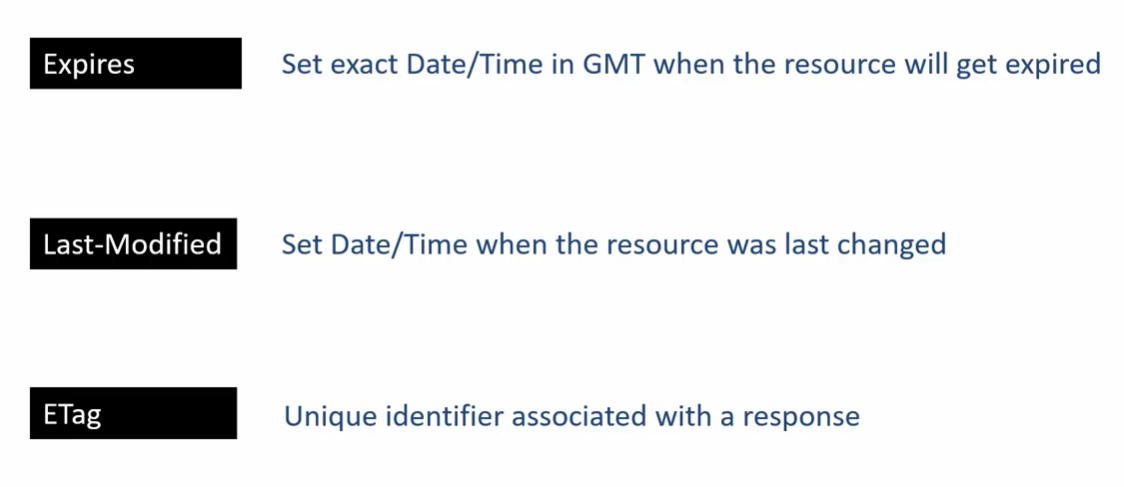 Expires Set exact Date/Time in GMT when the resource will get expired
Last-Modified Set Date/Time when the resource was last changed
ETag Unique identifier associated with a response